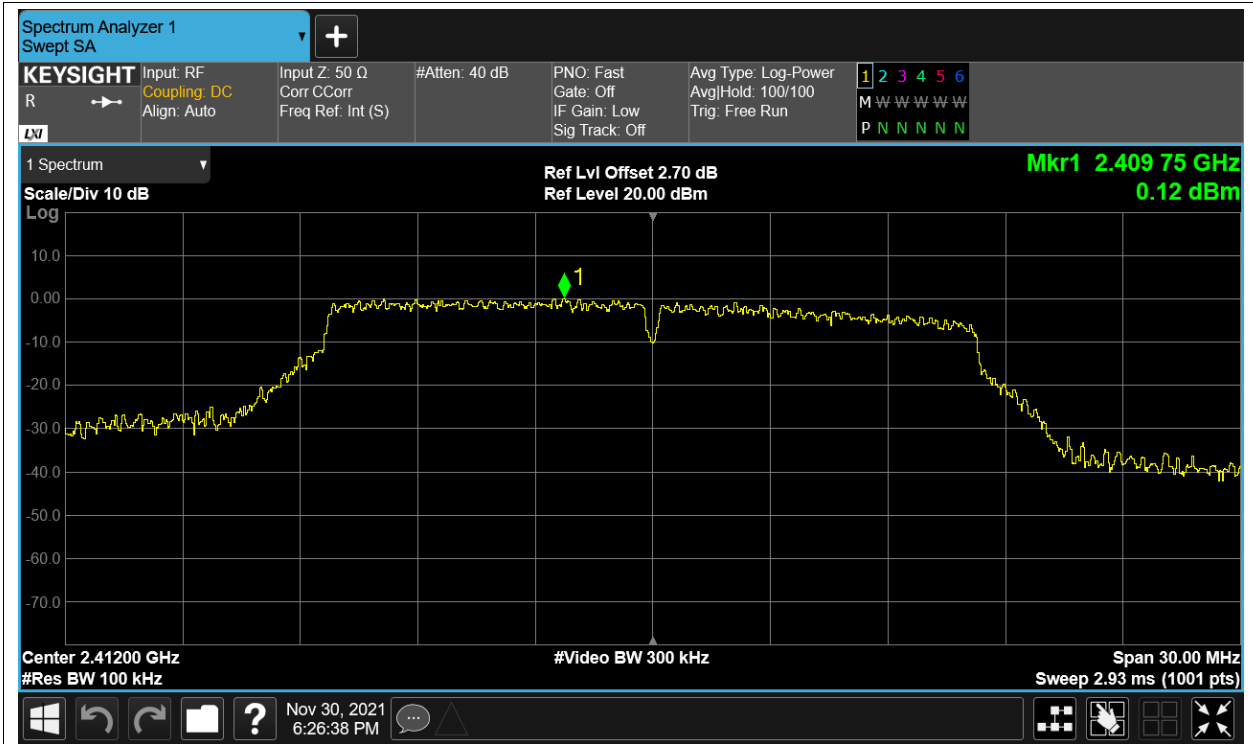 Spectrum Analyzer 1
Swept SA
KEYSIGHT
R
LXI
Input: RF
Coupling: DC
Align: Auto
Input Z: 50 Ω
Corr CCorr
Freq Ref: Int (S)
#Atten: 40 dB
PNO: Fast
Gate: Off
IF Gain: Low
Sig Track: Off
Avg Type: Log-Power
Avg|Hold: 100/100
Trig: Free Run
1 2 3 4 5 6
M W W W W W
P N N N N N
1 Spectrum
Scale/Div 10 dB
Ref Lvl Offset 2.70 dB
Ref Level 20.00 dBm
Mkr1 2.409 75 GHz
0.12 dBm
Log
10.0
0.00
-10.0
-20.0
-30.0
-40.0
-50.0
-60.0
-70.0
1
Center 2.41200 GHz
#Res BW 100 kHz
#Video BW 300 kHz
Span 30.00 MHz
Sweep 2.93 ms (1001 pts)
?
Nov 30, 2021
6:26:38 PM